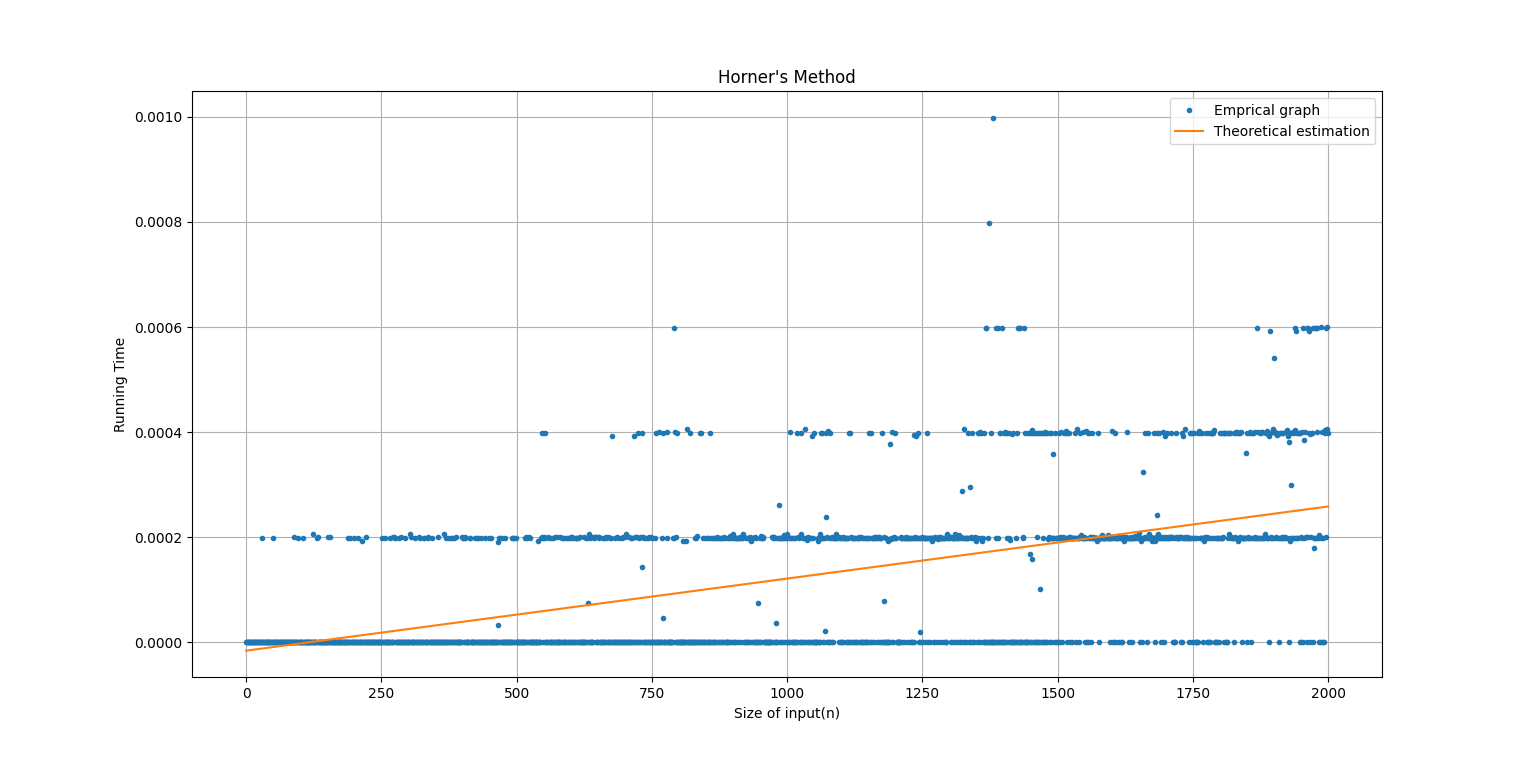 Horner's Method
Emprical graph
Theoretical estimation
0.0010
0.0008
0.0006
0.0004
0.0002
0.0000
Running Time
0 250 500 750 1000 1250 1500 1750 2000
Size of input(n)